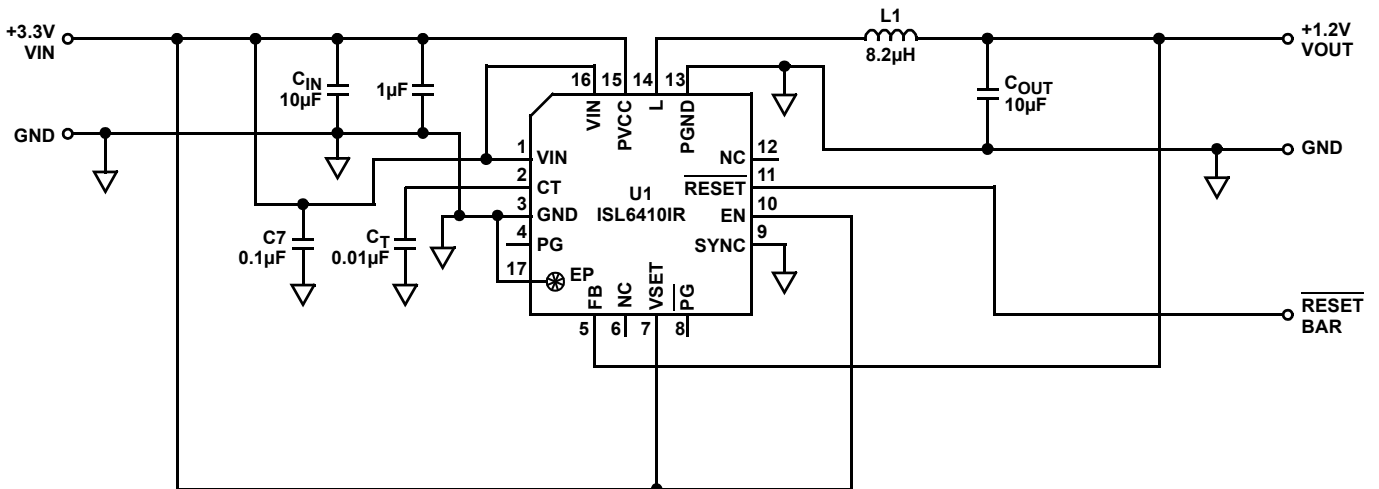 +3.3V
VIN
GND
CIN
10µF
1µF
C7
0.1µF
CT
0.01µF
16
15
14
13
VIN
PVCC
L
PGND
1
VIN
2
CT
3
GND
4
PG
17
EP
U1
ISL6410IR
NC
12
RESET
11
EN
10
SYNC
9
FB
NC
VSET
PG
5
6
7
8
L1
8.2µH
COUT
10µF
+1.2V
VOUT
GND
RESET
BAR